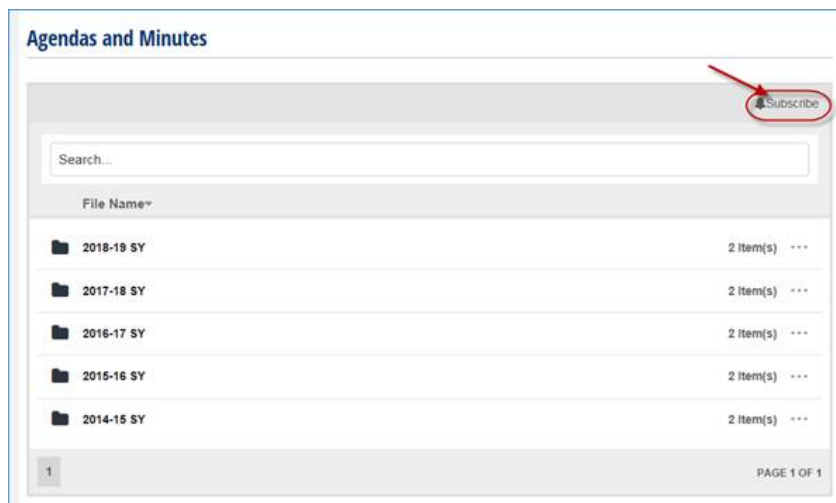 Agendas and Minutes
Subscribe
Search...
File Name
2018-19 SY 2 Item(s) ...
2017-18 SY 2 Item(s) ...
2016-17 SY 2 Item(s) ...
2015-16 SY 2 Item(s) ...
2014-15 SY 2 Item(s) ...
1 PAGE 1 OF 1